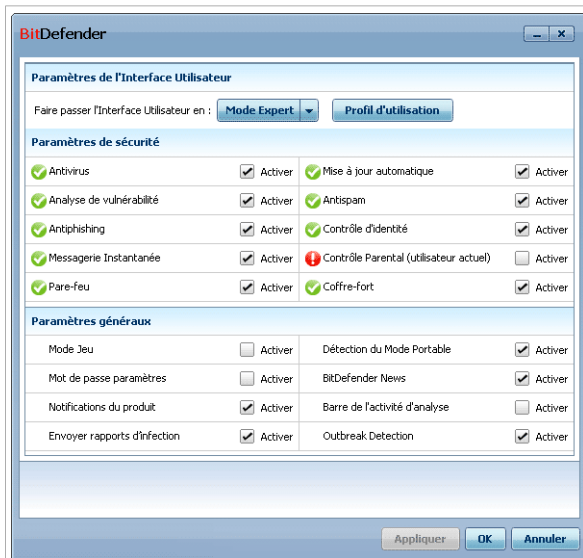 BitDefender
Paramètres de l'Interface Utilisateur
Faire passer l'Interface Utilisateur en : Mode Expert Profil d'utilisation
Paramètres de sécurité
Antivirus Activer Mise à jour automatique Activer
Analyse de vulnérabilité Activer Antispam Activer
Antiphishing Activer Contrôle d'identité Activer
Messagerie Instantanée Activer Contrôle Parental (utilisateur actuel) Activer
Pare-feu Activer Coffre-fort Activer
Paramètres généraux
Mode Jeu Activer Détection du Mode Portable Activer
Mot de passe paramètres Activer BitDefender News Activer
Notifications du produit Activer Barre de l'activité d'analyse Activer
Envoyer rapports d'infection Activer Outbreak Detection Activer
Appliquer OK Annuler